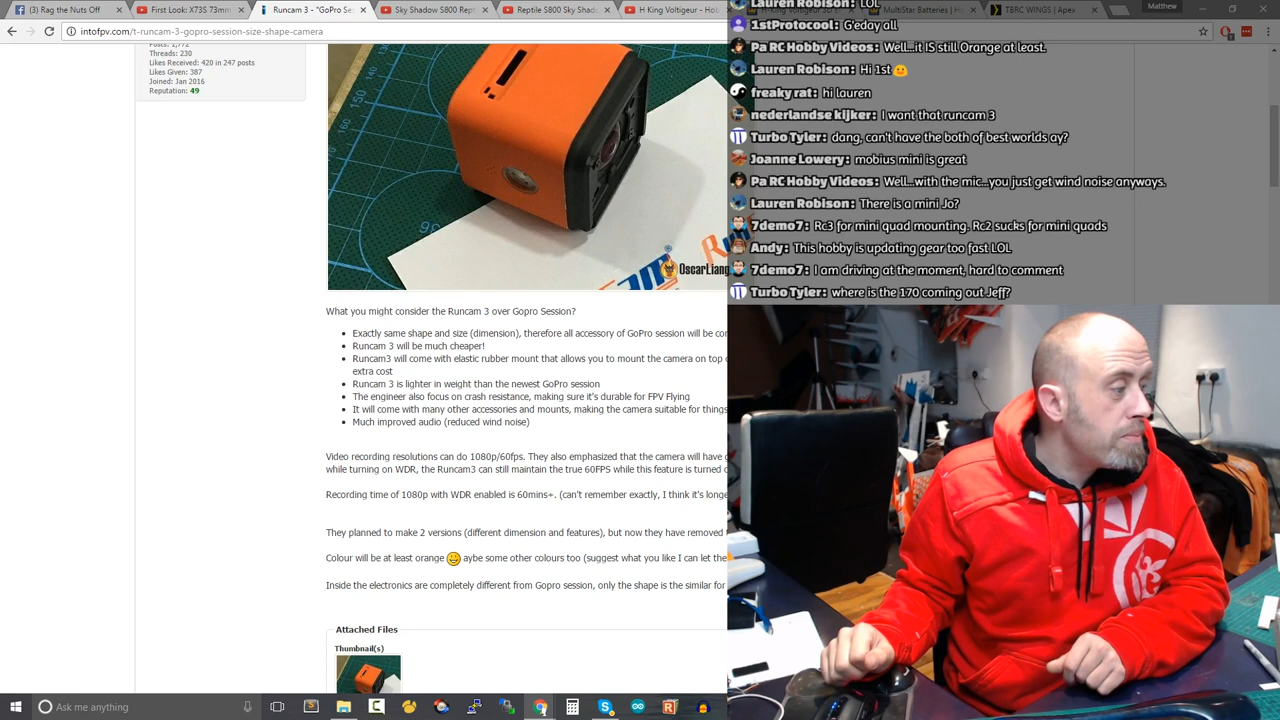 Rag the Nuts Off
First Look: X73S 73mm
Runcam 3 - "GoPro Ses
Sky Shadow S800 Rept
Reptile S800 Sky Shado
H King Voltigeur - Ho
MultiStar Batteries | H
TBRC WINGS | Apex
Matthew
intofpv.com/t-runcam-3-gopro-session-size-shape-camera
Threads: 230
Likes Received: 420 in 247 posts
Likes Given: 387
Joined: Jan 2016
Reputation: 49
OscarLiang
Lauren Robison: LOL
1stProtocool: G'eday all
Pa RC Hobby Videos: Well...it IS still Orange at least.
Lauren Robison: Hi 1st 🙂
freaky rat: hi lauren
nederlandse kijker: I want that runcam 3
Turbo Tyler: dang, can't have the both of best worlds ay?
Joanne Lowery: mobius mini is great
Pa RC Hobby Videos: Well...with the mic...you just get wind noise anyways.
Lauren Robison: There is a mini Jo?
7demo7: Rc3 for mini quad mounting. Rc2 sucks for mini quads
Andy: This hobby is updating gear too fast LOL
7demo7: I am driving at the moment, hard to comment
Turbo Tyler: where is the 170 coming out Jeff?
What you might consider the Runcam 3 over Gopro Session?
• Exactly same shape and size (dimension), therefore all accessory of GoPro session will be con
• Runcam 3 will be much cheaper!
• Runcam3 will come with elastic rubber mount that allows you to mount the camera on top o
extra cost
• Runcam 3 is lighter in weight than the newest GoPro session
• The engineer also focus on crash resistance, making sure it's durable for FPV Flying
• It will come with many other accessories and mounts, making the camera suitable for things
• Much improved audio (reduced wind noise)
Video recording resolutions can do 1080p/60fps. They also emphasized that the camera will have g
while turning on WDR, the Runcam3 can still maintain the true 60FPS while this feature is turned o
Recording time of 1080p with WDR enabled is 60mins+. (can't remember exactly, I think it's longe
They planned to make 2 versions (different dimension and features), but now they have removed t
Colour will be at least orange aybe some other colours too (suggest what you like I can let the
Inside the electronics are completely different from Gopro session, only the shape is the similar for
Attached Files
Thumbnail(s)
Ask me anything